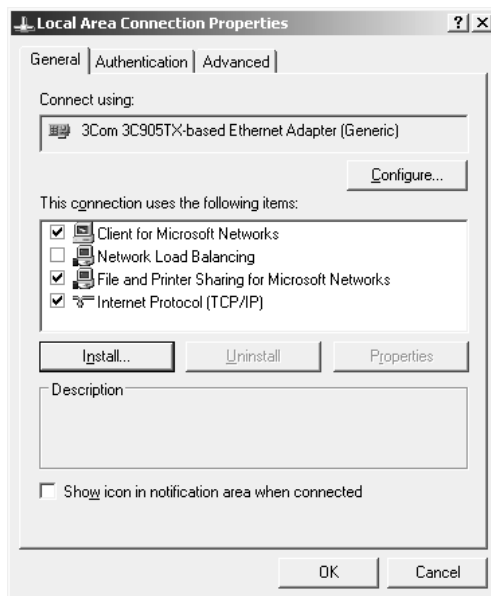 Local Area Connection Properties
General Authentication Advanced
Connect using:
3Com 3C905TX-based Ethernet Adapter (Generic)
Configure...
This connection uses the following items:
Client for Microsoft Networks
Network Load Balancing
File and Printer Sharing for Microsoft Networks
Internet Protocol (TCP/IP)
Install... Uninstall Properties
Description
Show icon in notification area when connected
OK Cancel